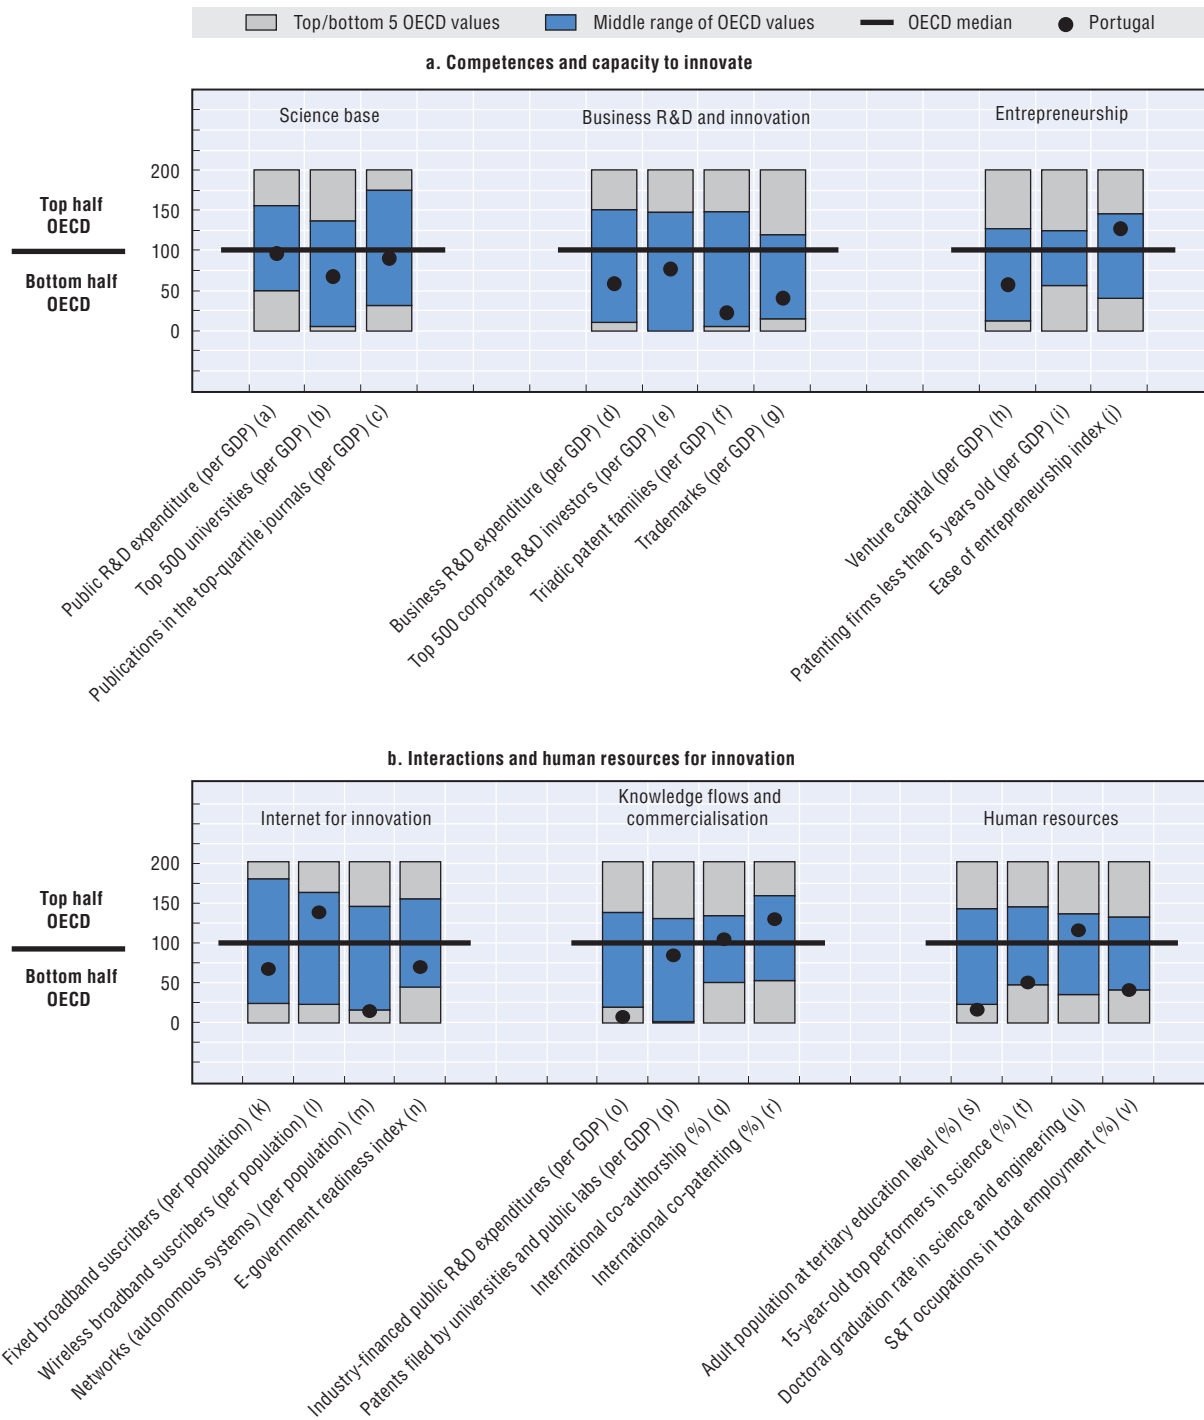 Top/bottom 5 OECD values
Middle range of OECD values
OECD median
Portugal
a. Competences and capacity to innovate
Science base
Business R&D and innovation
Entrepreneurship
200
150
100
50
0
Top half
OECD
Bottom half
OECD
Public R&D expenditure (per GDP) (a)
Top 500 universities (per GDP) (b)
Publications in the top-quartile journals (per GDP) (c)
Business R&D expenditure (per GDP) (d)
Top 500 corporate R&D investors (per GDP) (e)
Triadic patent families (per GDP) (f)
Trademarks (per GDP) (g)
Venture capital (per GDP) (h)
Patenting firms less than 5 years old (per GDP) (i)
Ease of entrepreneurship index (j)
b. Interactions and human resources for innovation
Internet for innovation
Knowledge flows and
commercialisation
Human resources
200
150
100
50
0
Top half
OECD
Bottom half
OECD
Fixed broadband suscribers (per population) (k)
Wireless broadband suscribers (per population) (l)
Networks (autonomous systems) (per population) (m)
E-government readiness index (n)
Industry-financed public R&D expenditures (per GDP) (o)
Patents filed by universities and public labs (per GDP) (p)
International co-authorship (%) (q)
International co-patenting (%) (r)
Adult population at tertiary education level (%) (s)
15-year-old top performers in science (%) (t)
Doctoral graduation rate in science and engineering (u)
S&T occupations in total employment (%) (v)